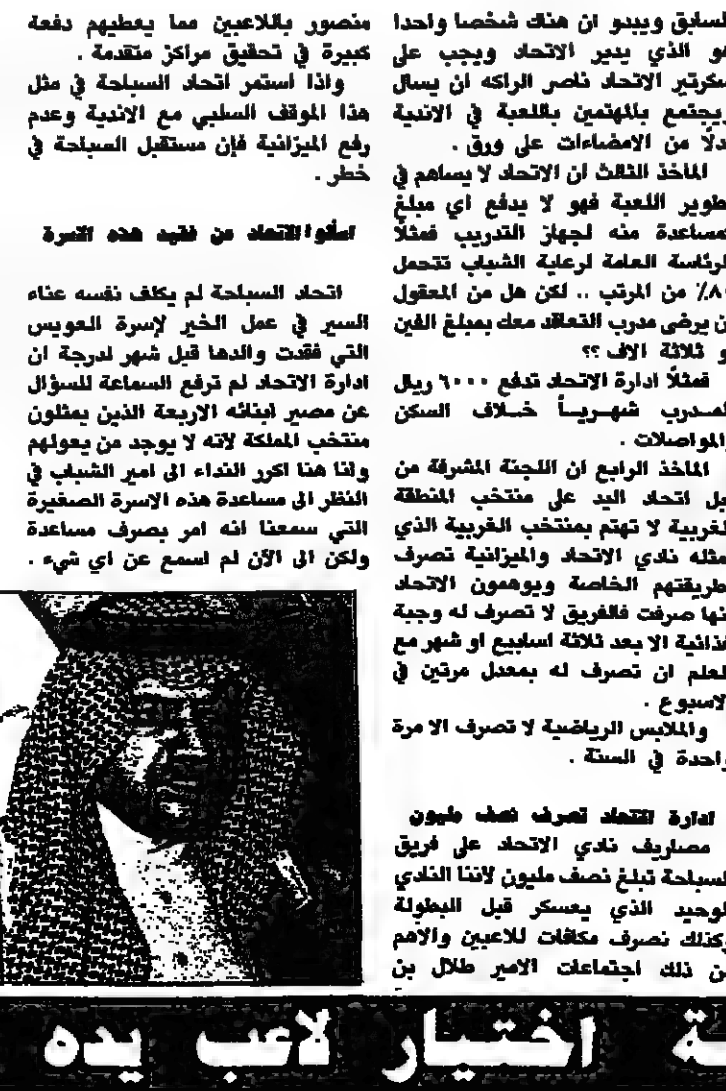 السابق ويبدو ان هناك شخصا واحدا
هو الذي يدير الاتحاد ويجب على
سكرتير الاتحاد ناصر الراكه ان يسال
ويجتمع بالمهتمين باللعبة في الاندية
بدلا من الامضاءات على ورق .
الماخذ الثالث ان الاتحاد لا يساهم في
تطوير اللعبة فهو لا يدفع اي مبلغ
كمساعدة منه لجهاز التدريب فمثلا
الرئاسة العامة لرعاية الشباب تتحمل
٨٠٪ من المرتب .. لكن هل من المعقول
ان يرضى مدرب التعاقد معك بمبلغ الفين
او ثلاثة الاف ؟؟
فمثلاً ادارة الاتحاد تدفع ٦٠٠٠ ريال
لمدرب شهرياً خلاف السكن
والمواصلات .
الماخذ الرابع ان اللجنة المشرفة من
قبل اتحاد اليد على منتخب المنطقة
الغربية لا تهتم بمنتخب الغربية الذي
مثله نادي الاتحاد والميزانية تصرف
بطريقتهم الخاصة ويوهمون الاتحاد
انها صرفت فالفريق لا تصرف له وجبة
غذائية الا بعد ثلاثة اسابيع او شهر مع
العلم ان تصرف له بمعدل مرتين في
الاسبوع .
والملابس الرياضية لا تصرف الا مرة
واحدة في السنة .
ادارة الاتحاد تصرف نصف مليون
مصاريف نادي الاتحاد على فريق
السباحة تبلغ نصف مليون لاننا النادي
الوحيد الذي يعسكر قبل البطولة
وكذلك نصرف مكافات للاعبين والاهم
من ذلك اجتماعات الامير طلال بن
منصور باللاعبين مما يعطيهم دفعة
كبيرة في تحقيق مراكز متقدمة .
واذا استمر اتحاد السباحة في مثل
هذا الموقف السلبي مع الاندية وعدم
رفع الميزانية فإن مستقبل السباحة في
خطر .
اسألوا الاتحاد عن فقيد هذه الاسرة
اتحاد السباحة لم يكلف نفسه عناء
السير في عمل الخير لإسرة العويس
التي فقدت والدها قبل شهر لدرجة ان
ادارة الاتحاد لم ترفع السماعة للسؤال
عن مصير ابنائه الاربعة الذين يمثلون
منتخب المملكة لانه لا يوجد من يعولهم
وانا هنا اكرر النداء الى امير الشباب في
النظر الى مساعدة هذه الاسرة الصغيرة
التي سمعنا انه امر بصرف مساعدة
ولكن الى الآن لم اسمع عن اي شيء .
اختيار لاعب يده